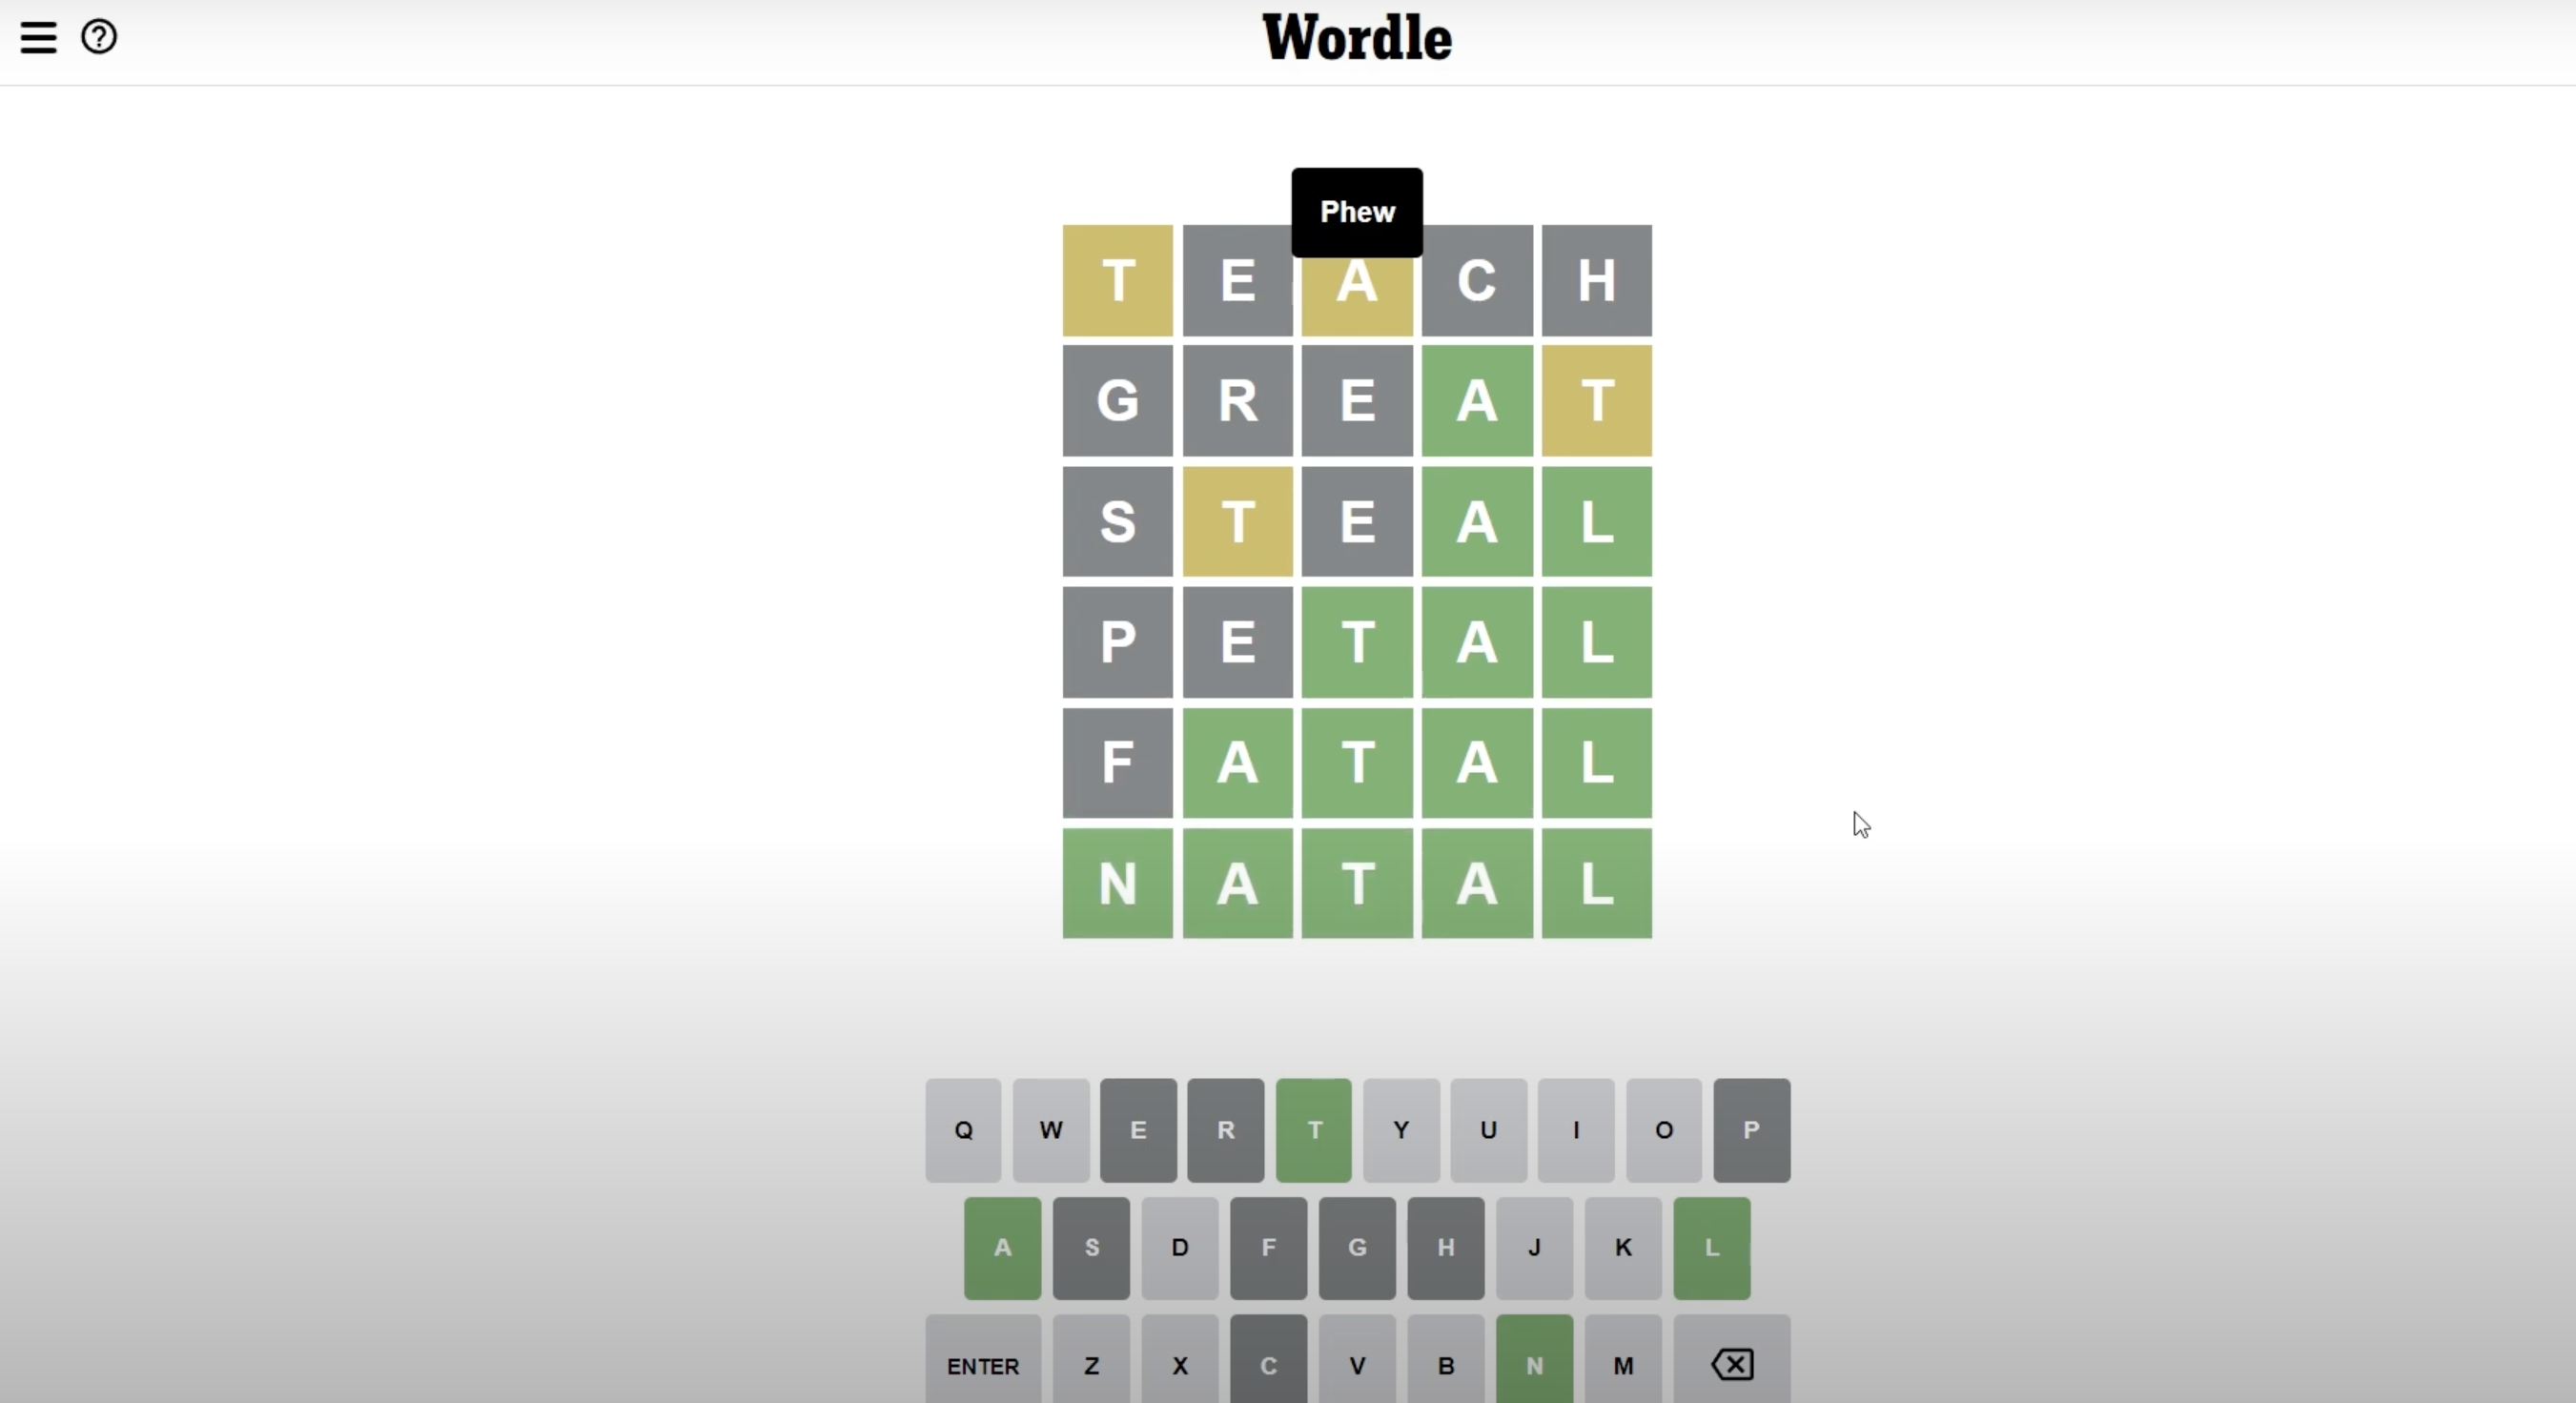 Wordle
Phew
T E A C H
G R E A T
S T E A L
P E T A L
F A T A L
N A T A L
Q W E R T Y U I O P
A S D F G H J K L
ENTER Z X C V B N M